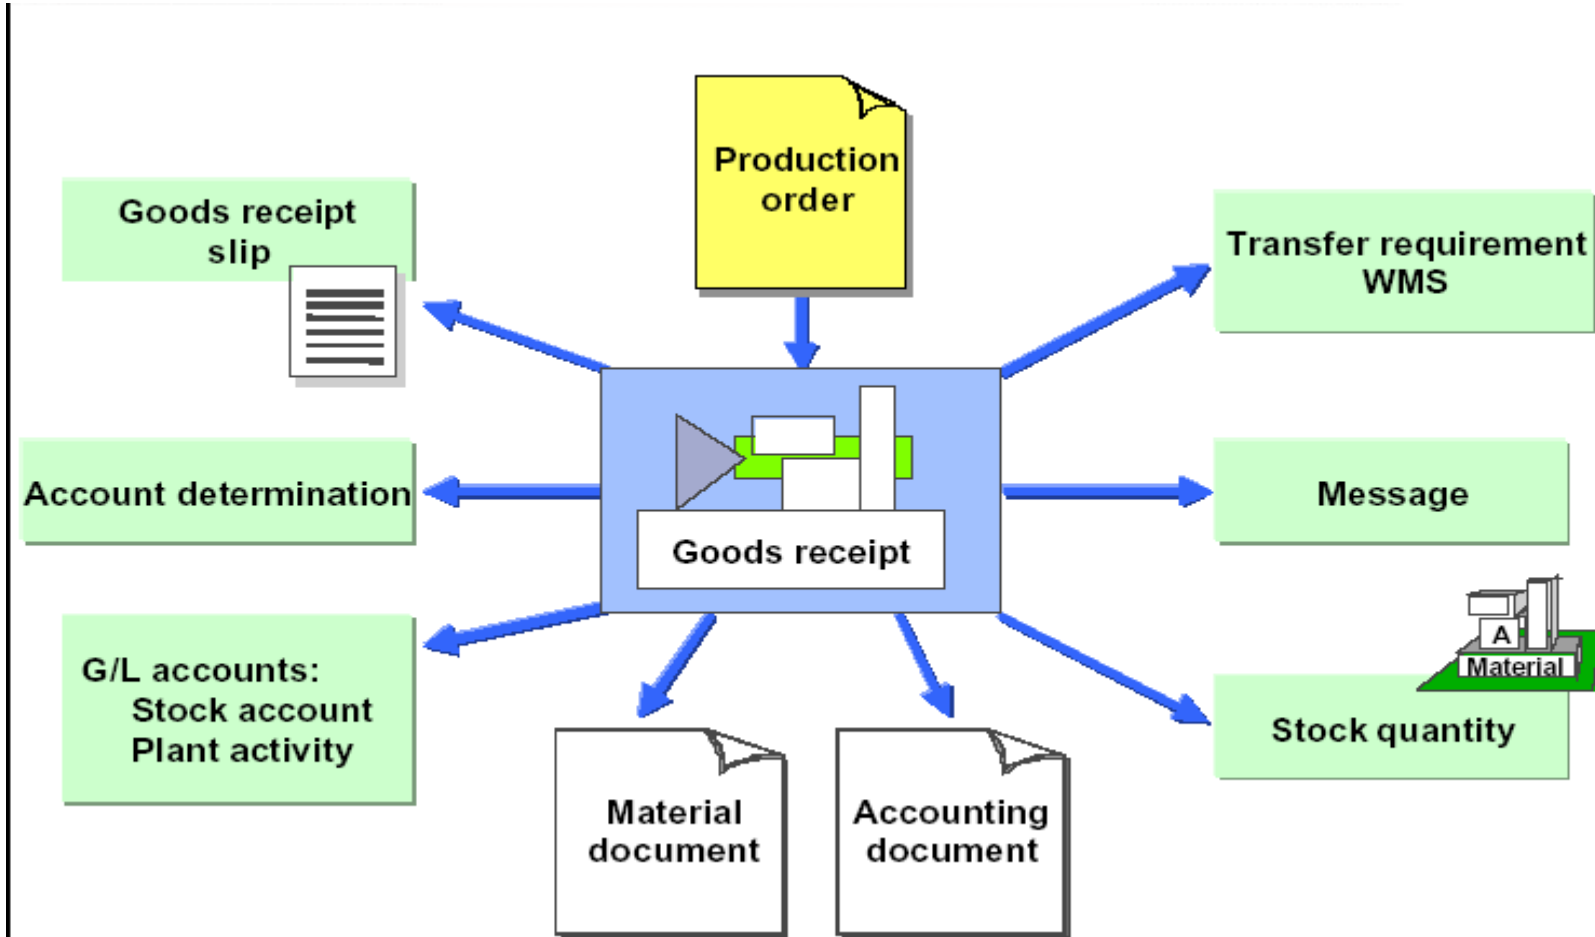 Production
order
Goods receipt
slip
Transfer requirement
WMS
Account determination
Goods receipt
Message
G/L accounts:
Stock account
Plant activity
A
Material
Stock quantity
Material
document
Accounting
document